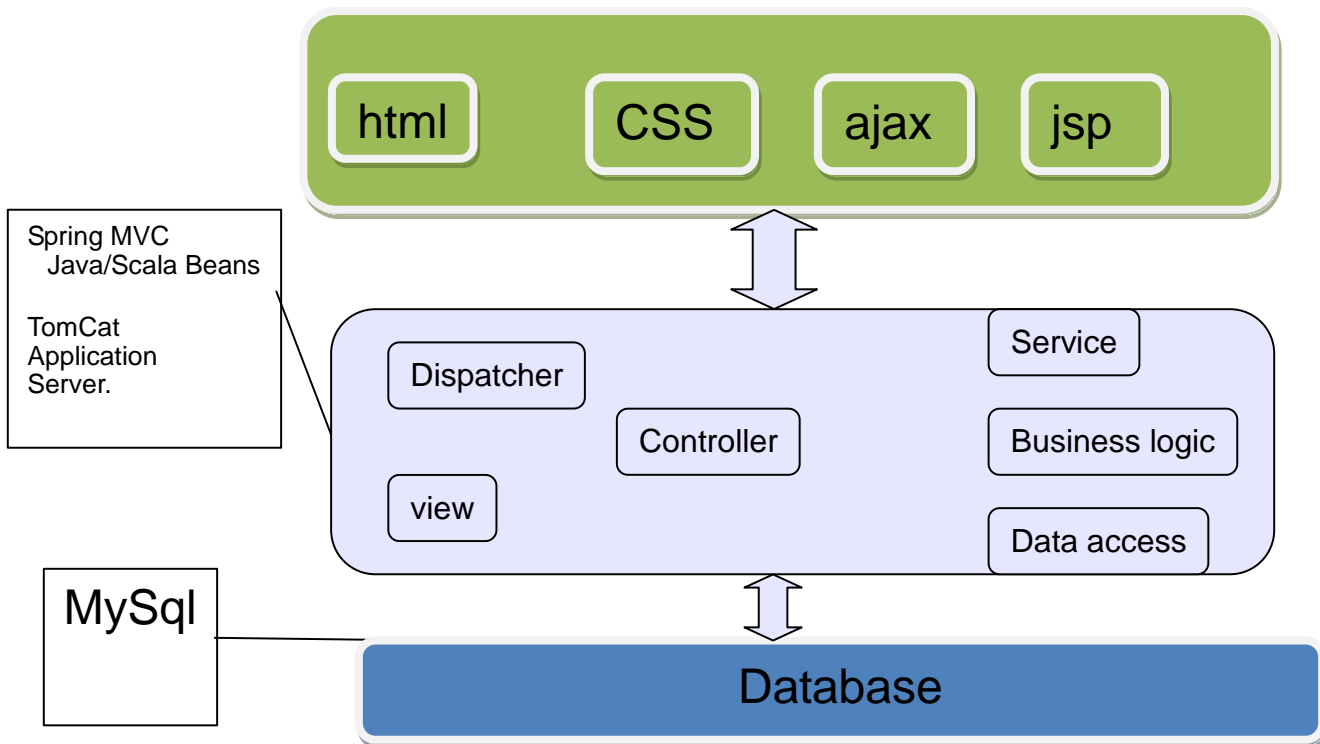 html
CSS
ajax
jsp
Spring MVC
Java/Scala Beans
TomCat
Application
Server.
Dispatcher
Controller
view
Service
Business logic
Data access
MySql
Database